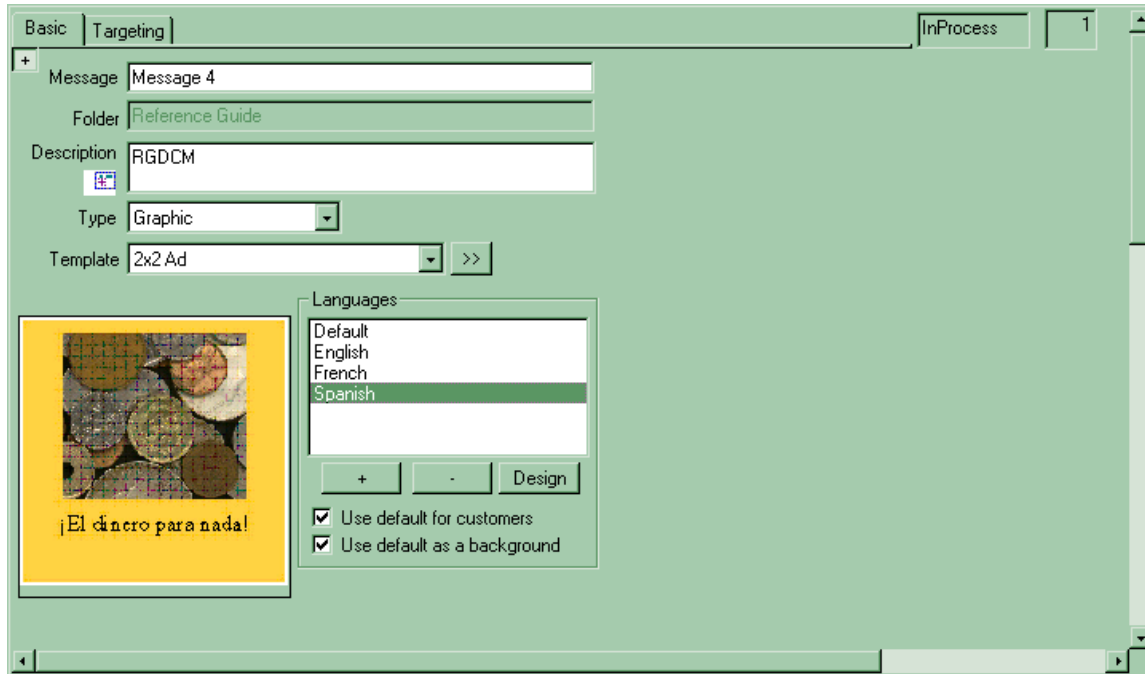 Basic
Targeting
InProcess
1
+
Message
Message 4
Folder
Reference Guide
Description
RGDCM
Type
Graphic
Template
2x2 Ad
>>
Languages
Default
English
French
Spanish
+
-
Design
Use default for customers
Use default as a background
¡El dinero para nada!